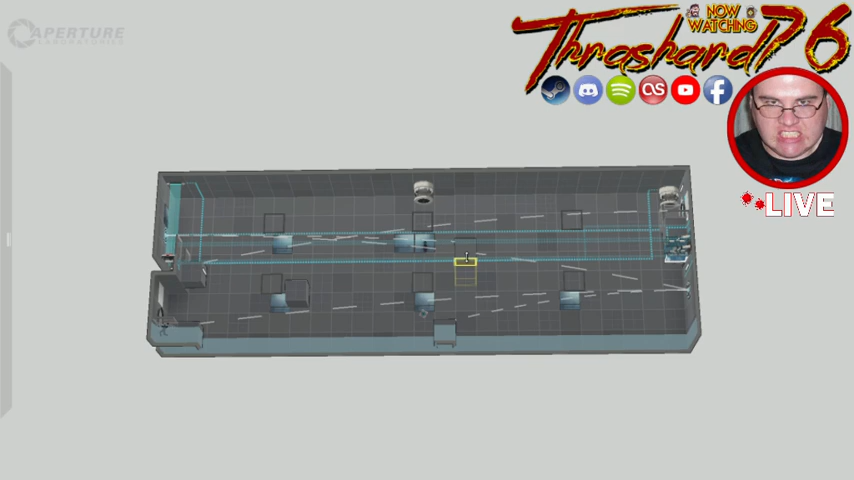 APERTURE
LABORATORIES
NOW
WATCHING
Thrashard76
LIVE